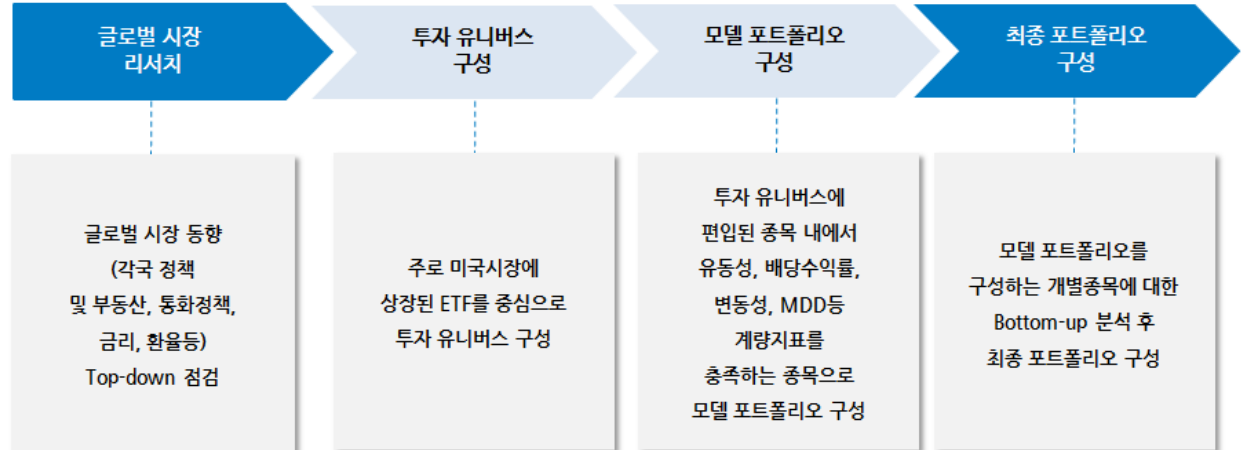 글로벌 시장
리서치
투자 유니버스
구성
모델 포트폴리오
구성
최종 포트폴리오
구성
글로벌 시장 동향
(각국 정책
및 부동산, 통화정책,
금리, 환율등)
Top-down 점검
주로 미국시장에
상장된 ETF를 중심으로
투자 유니버스 구성
투자 유니버스에
편입된 종목 내에서
유동성, 배당수익률,
변동성, MDD등
계량지표를
충족하는 종목으로
모델 포트폴리오 구성
모델 포트폴리오를
구성하는 개별종목에 대한
Bottom-up 분석 후
최종 포트폴리오 구성